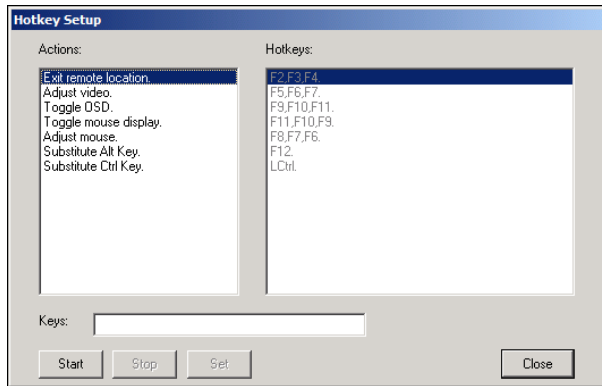 Hotkey Setup
Actions:
Hotkeys:
Exit remote location.
F2,F3,F4.
Adjust video.
F5,F6,F7.
Toggle OSD.
F9,F10,F11.
Toggle mouse display.
F11,F10,F9.
Adjust mouse.
F8,F7,F6.
Substitute Alt Key.
F12.
Substitute Ctrl Key.
LCtrl.
Keys:
Start
Stop
Set
Close